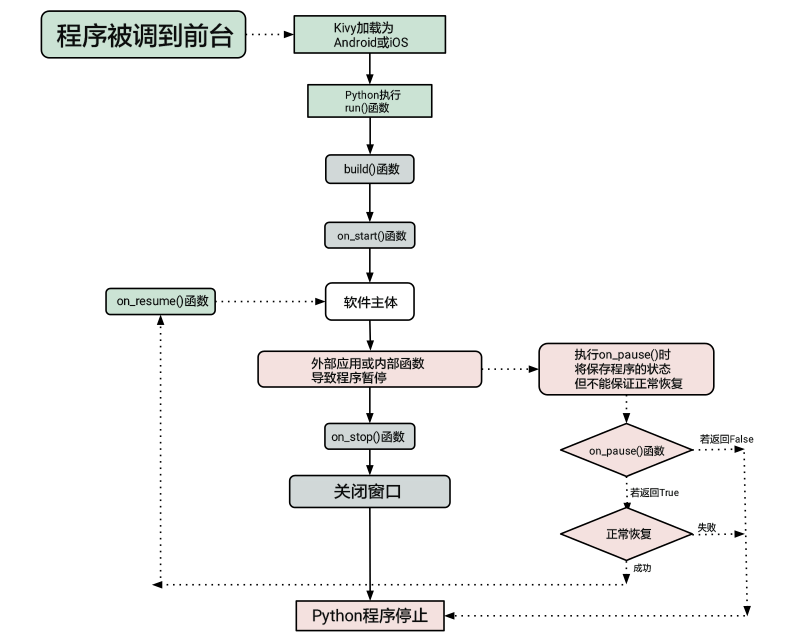 程序被调到前台
Kivy加载为
Android或iOS
Python执行
run()函数
build()函数
on_start()函数
on_resume()函数
软件主体
外部应用或内部函数
导致程序暂停
执行on_pause()时
将保存程序的状态
但不能保证正常恢复
on_stop()函数
on_pause()函数
若返回False
关闭窗口
若返回True
正常恢复
失败
成功
Python程序停止